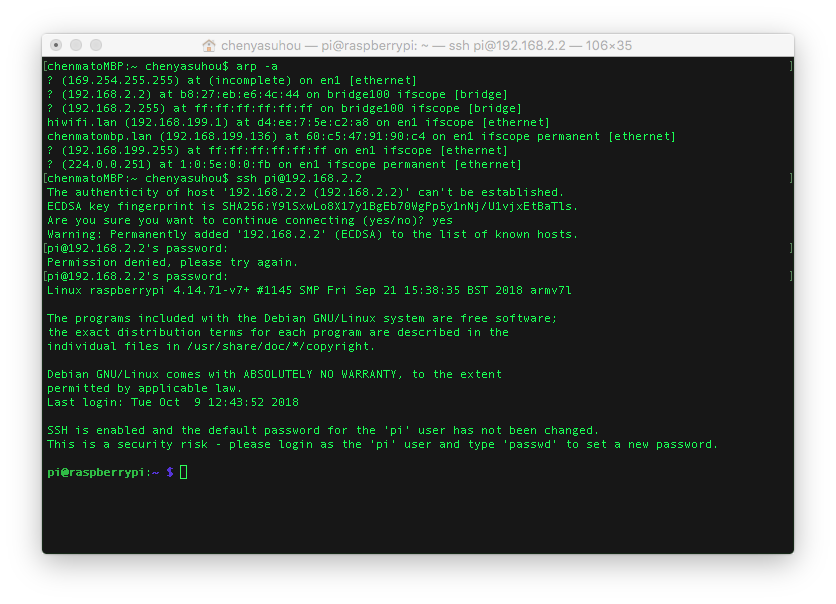 chenyasuhou — pi@raspberrypi: ~ — ssh pi@192.168.2.2 — 106×35
[chenmatoMBP:~ chenyasuhou$ arp -a ]
? (169.254.255.255) at (incomplete) on en1 [ethernet]
? (192.168.2.2) at b8:27:eb:e6:4c:44 on bridge100 ifscope [bridge]
? (192.168.2.255) at ff:ff:ff:ff:ff:ff on bridge100 ifscope [bridge]
hiwifi.lan (192.168.199.1) at d4:ee:7:5e:c2:a8 on en1 ifscope [ethernet]
chenmatombp.lan (192.168.199.136) at 60:c5:47:91:90:c4 on en1 ifscope permanent [ethernet]
? (192.168.199.255) at ff:ff:ff:ff:ff:ff on en1 ifscope [ethernet]
? (224.0.0.251) at 1:0:5e:0:0:fb on en1 ifscope permanent [ethernet]
[chenmatoMBP:~ chenyasuhou$ ssh pi@192.168.2.2 ]
The authenticity of host '192.168.2.2 (192.168.2.2)' can't be established.
ECDSA key fingerprint is SHA256:Y9lSxwLo8X17y1BgEb70WgPp5y1nNj/U1vjxEtBaTls.
Are you sure you want to continue connecting (yes/no)? yes
Warning: Permanently added '192.168.2.2' (ECDSA) to the list of known hosts.
[pi@192.168.2.2's password: ]
Permission denied, please try again.
[pi@192.168.2.2's password: ]
Linux raspberrypi 4.14.71-v7+ #1145 SMP Fri Sep 21 15:38:35 BST 2018 armv7l
The programs included with the Debian GNU/Linux system are free software;
the exact distribution terms for each program are described in the
individual files in /usr/share/doc/*/copyright.
Debian GNU/Linux comes with ABSOLUTELY NO WARRANTY, to the extent
permitted by applicable law.
Last login: Tue Oct  9 12:43:52 2018
SSH is enabled and the default password for the 'pi' user has not been changed.
This is a security risk - please login as the 'pi' user and type 'passwd' to set a new password.
pi@raspberrypi:~ $